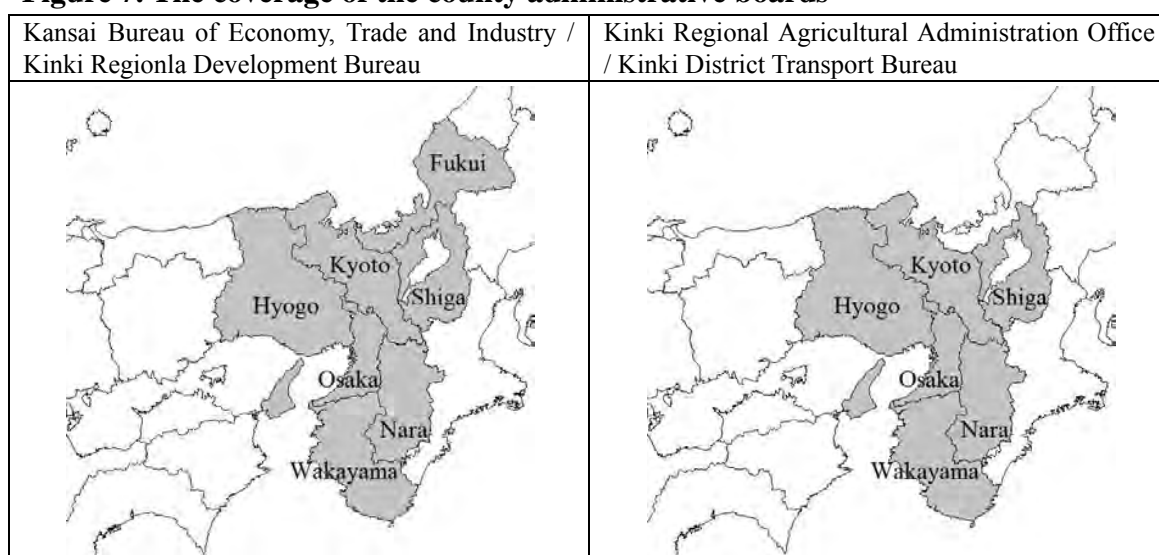 Figure 7: The coverage of the county administrative boards
Kansai Bureau of Economy, Trade and Industry /
Kinki Regionla Development Bureau
Kinki Regional Agricultural Administration Office
/ Kinki District Transport Bureau
Fukui
Kyoto
Shiga
Hyogo
Osaka
Nara
Wakayama
Kyoto
Shiga
Hyogo
Osaka
Nara
Wakayama